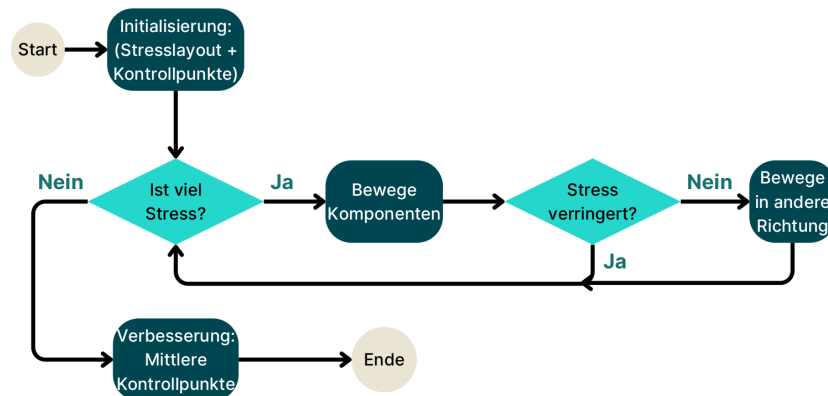 Start
Initialisierung:
(Stresslayout +
Kontrollpunkte)
Nein
Ist viel
Stress?
Ja
Bewege
Komponenten
Stress
verringert?
Nein
Bewege
in andere
Richtung
Ja
Verbesserung:
Mittlere
Kontrollpunkte
Ende